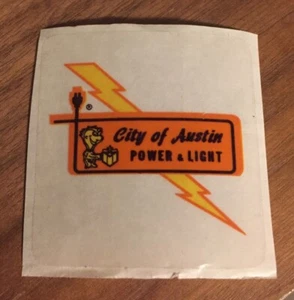 ®
City of Austin
POWER & LIGHT